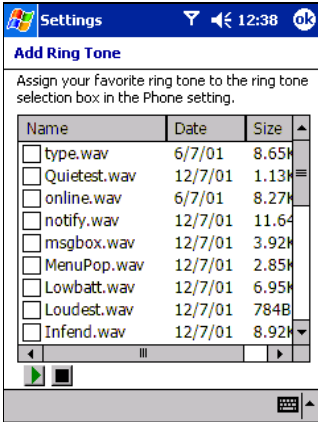 Settings 12:38 ok
Add Ring Tone
Assign your favorite ring tone to the ring tone
selection box in the Phone setting.
Name Date Size
type.wav 6/7/01 8.65K
Quietest.wav 12/7/01 1.13K
online.wav 6/7/01 8.27K
notify.wav 12/7/01 11.64
msgbox.wav 12/7/01 3.92K
MenuPop.wav 12/7/01 2.85K
Lowbatt.wav 12/7/01 6.95K
Loudest.wav 12/7/01 784B
Infend.wav 12/7/01 8.92K